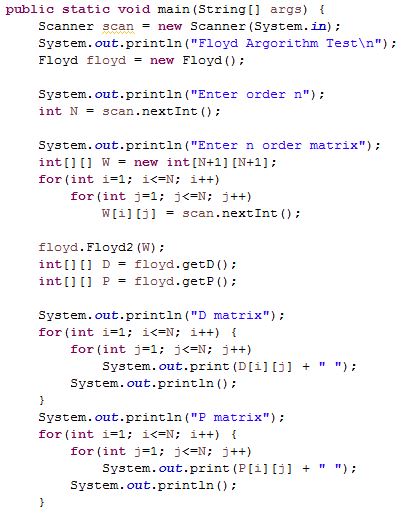 public static void main(String[] args) {
Scanner scan = new Scanner(System.in);
System.out.println("Floyd Argorithm Test\n");
Floyd floyd = new Floyd();
System.out.println("Enter order n");
int N = scan.nextInt();
System.out.println("Enter n order matrix");
int[][] W = new int[N+1][N+1];
for(int i=1; i<=N; i++)
for(int j=1; j<=N; j++)
W[i][j] = scan.nextInt();
floyd.Floyd2(W);
int[][] D = floyd.getD();
int[][] P = floyd.getP();
System.out.println("D matrix");
for(int i=1; i<=N; i++) {
for(int j=1; j<=N; j++)
System.out.print(D[i][j] + " ");
System.out.println();
}
System.out.println("P matrix");
for(int i=1; i<=N; i++) {
for(int j=1; j<=N; j++)
System.out.print(P[i][j] + " ");
System.out.println();
}